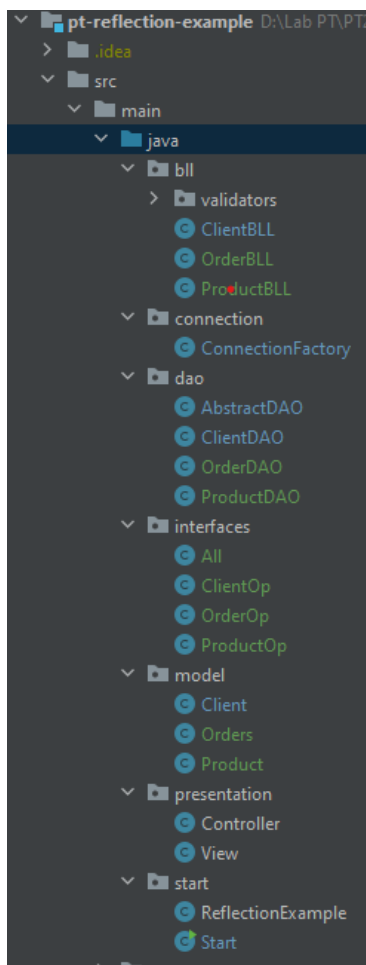 pt-reflection-example D:\Lab PT\PT2
.idea
src
main
java
bll
validators
ClientBLL
OrderBLL
ProductBLL
connection
ConnectionFactory
dao
AbstractDAO
ClientDAO
OrderDAO
ProductDAO
interfaces
All
ClientOp
OrderOp
ProductOp
model
Client
Orders
Product
presentation
Controller
View
start
ReflectionExample
Start